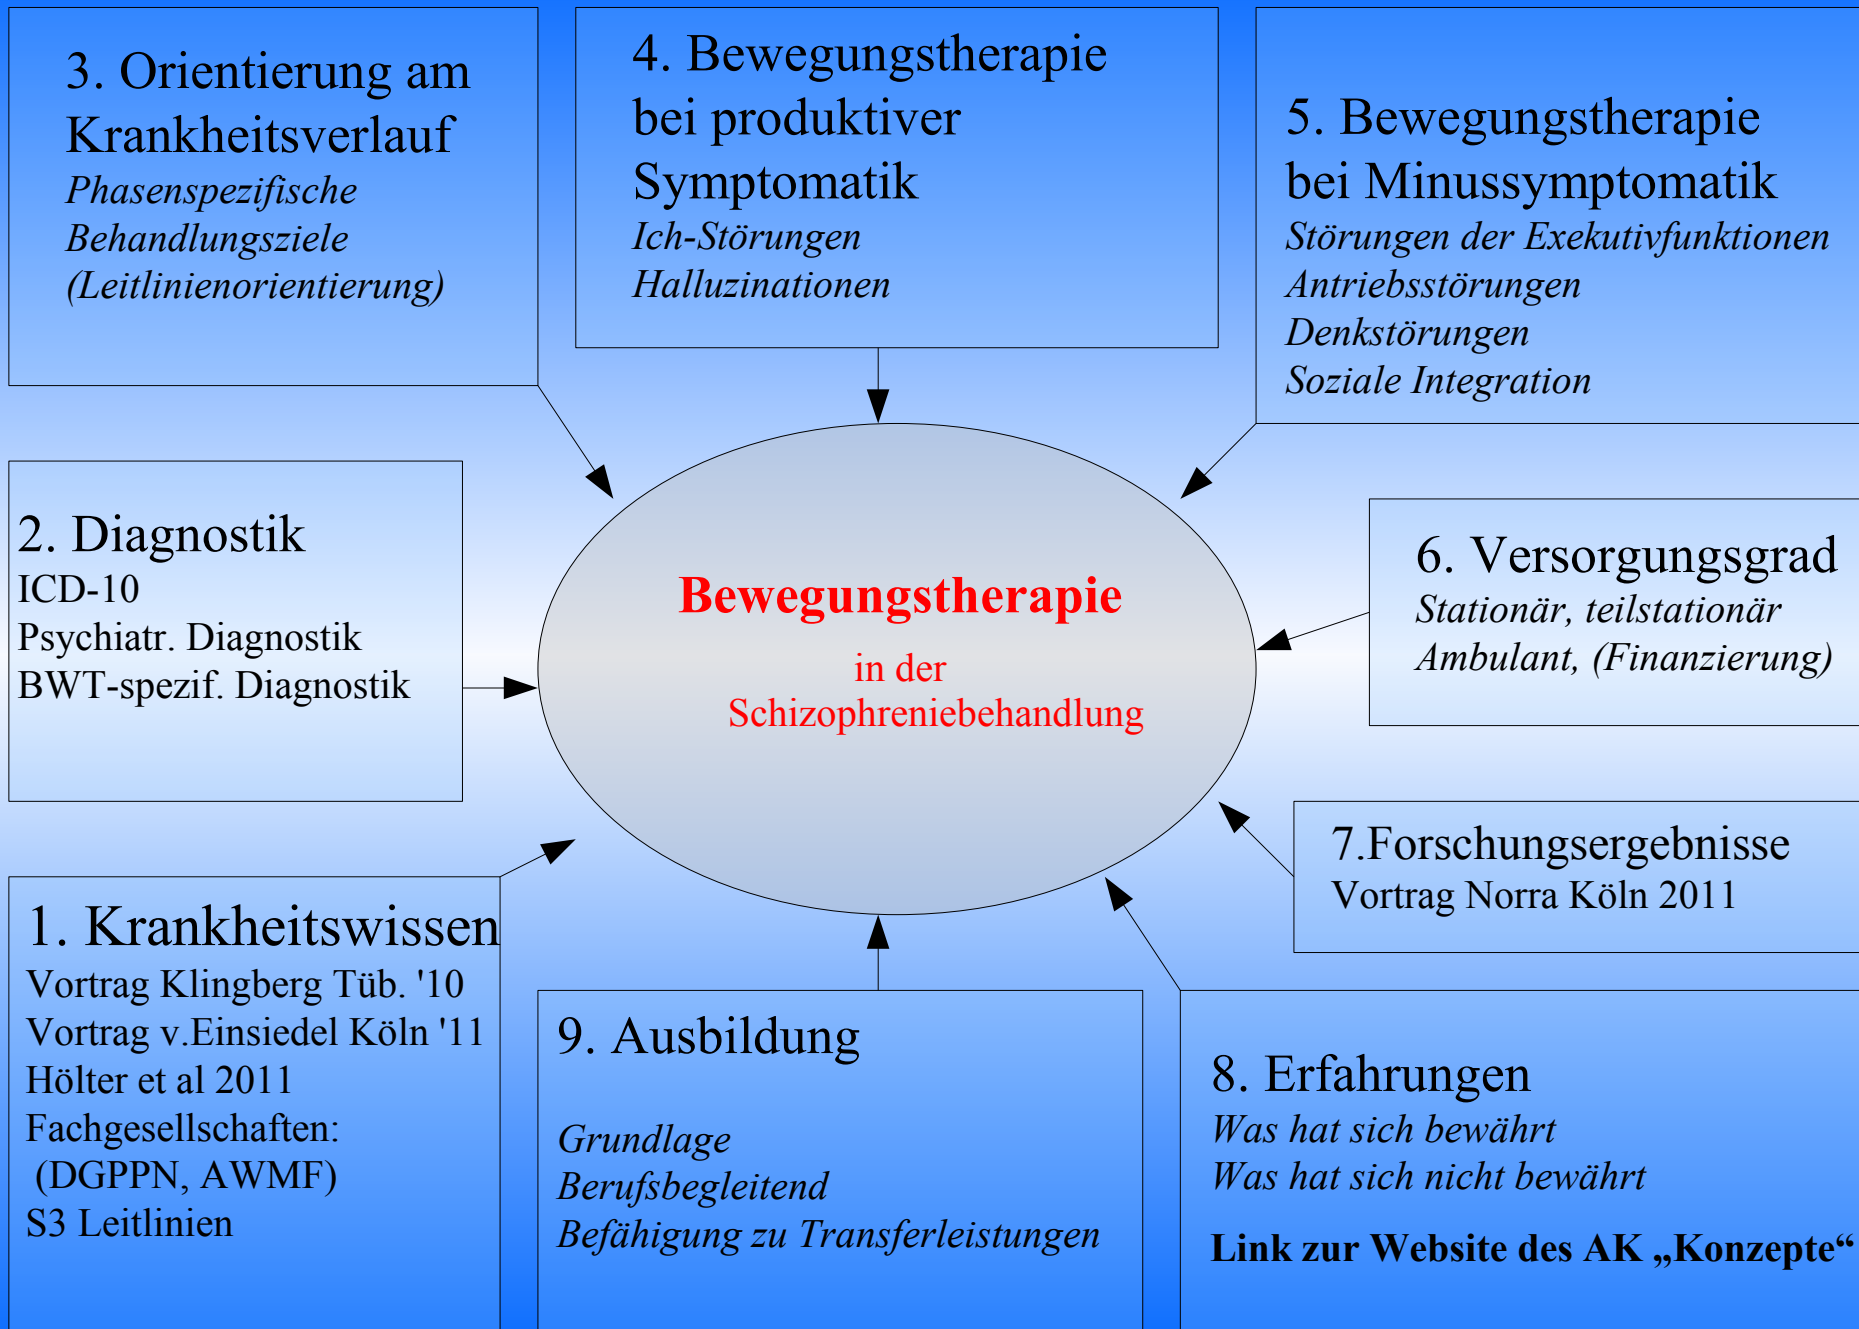 3. Orientierung am
Krankheitsverlauf
Phasenspezifische
Behandlungsziele
(Leitlinienorientierung)
4. Bewegungstherapie
bei produktiver
Symptomatik
Ich-Störungen
Halluzinationen
5. Bewegungstherapie
bei Minussymptomatik
Störungen der Exekutivfunktionen
Antriebsstörungen
Denkstörungen
Soziale Integration
2. Diagnostik
ICD-10
Psychiatr. Diagnostik
BWT-spezif. Diagnostik
Bewegungstherapie
in der
Schizophreniebehandlung
6. Versorgungsgrad
Stationär, teilstationär
Ambulant, (Finanzierung)
7.Forschungsergebnisse
Vortrag Norra Köln 2011
1. Krankheitswissen
Vortrag Klingberg Tüb. '10
Vortrag v.Einsiedel Köln '11
Hölter et al 2011
Fachgesellschaften:
(DGPPN, AWMF)
S3 Leitlinien
9. Ausbildung
Grundlage
Berufsbegleitend
Befähigung zu Transferleistungen
8. Erfahrungen
Was hat sich bewährt
Was hat sich nicht bewährt
Link zur Website des AK „Konzepte“